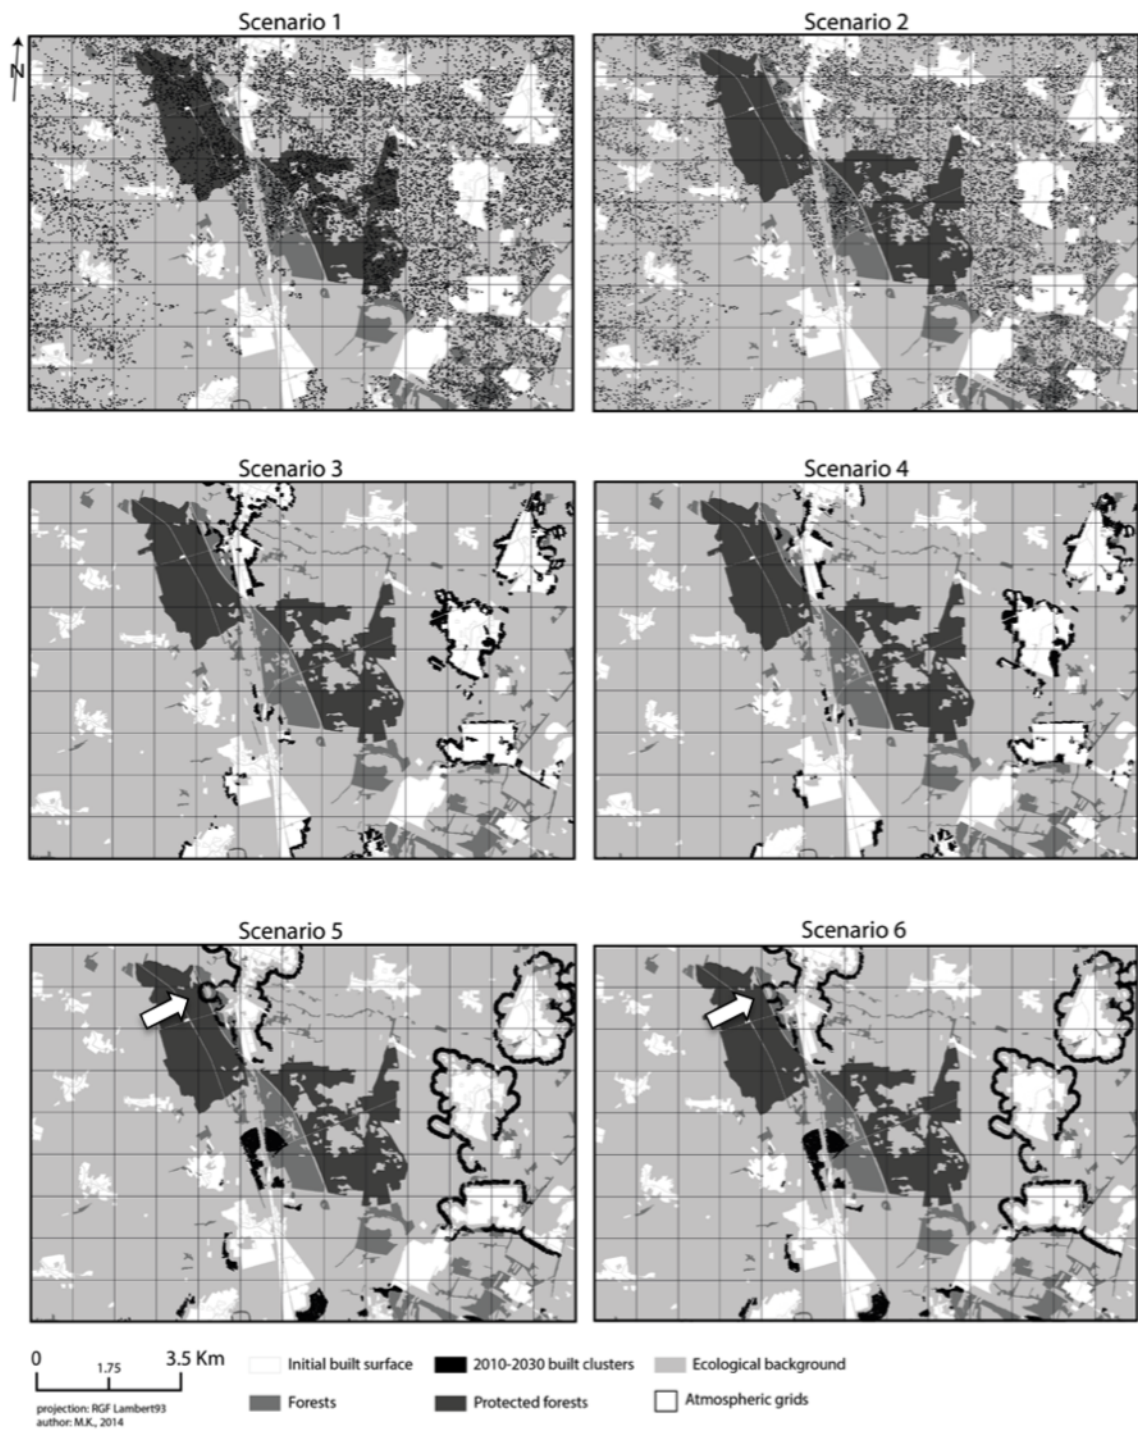 Scenario 1
Scenario 2
N
Scenario 3
Scenario 4
Scenario 5
Scenario 6
0 1.75 3.5 Km
projection: RGF Lambert93
author: M.K., 2014
Initial built surface
2010-2030 built clusters
Ecological background
Forests
Protected forests
Atmospheric grids